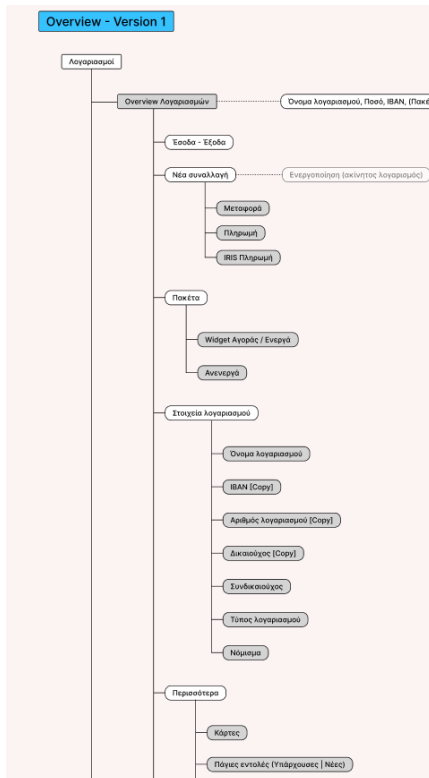 Overview - Version 1
Λογαριασμοί
Overview Λογαριασμών
Όνομα λογαριασμού, Ποσό, IBAN, (Πακέ
Έσοδα - Έξοδα
Νέα συναλλαγή
Ενεργοποίηση (ακίνητος λογαρισμός)
Μεταφορά
Πληρωμή
IRIS Πληρωμή
Πακέτα
Widget Αγοράς / Ενεργά
Ανενεργά
Στοιχεία λογαριασμού
Όνομα λογαριασμού
IBAN [Copy]
Αριθμός λογαριασμού [Copy]
Δικαιούχος [Copy]
Συνδικαιούχος
Τύπος λογαριασμού
Νόμισμα
Περισσότερα
Κάρτες
Πάγιες εντολές (Υπάρχουσες | Νέες)